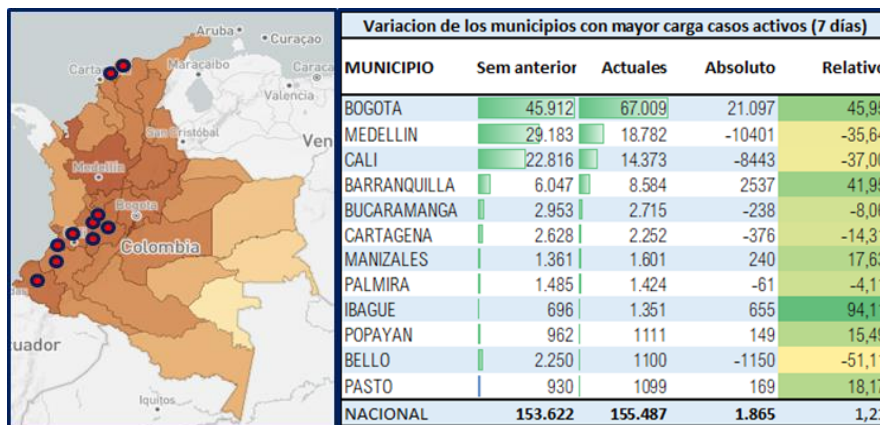 Aruba
Curaçao
Cartag
Maracaibo
Caraca
Valencia
San Cristóbal
Ven
Medellín
Bogota
Colombia
cuador
Iquitos
Variacion de los municipios con mayor carga casos activos (7 días)
MUNICIPIO Sem anterior Actuales Absoluto Relativo
BOGOTA 45.912 67.009 21.097 45,95
MEDELLIN 29.183 18.782 -10401 -35,64
CALI 22.816 14.373 -8443 -37,00
BARRANQUILLA 6.047 8.584 2537 41,95
BUCARAMANGA 2.953 2.715 -238 -8,06
CARTAGENA 2.628 2.252 -376 -14,31
MANIZALES 1.361 1.601 240 17,63
PALMIRA 1.485 1.424 -61 -4,11
IBAGUE 696 1.351 655 94,11
POPAYAN 962 1111 149 15,49
BELLO 2.250 1100 -1150 -51,11
PASTO 930 1099 169 18,17
NACIONAL 153.622 155.487 1.865 1,21